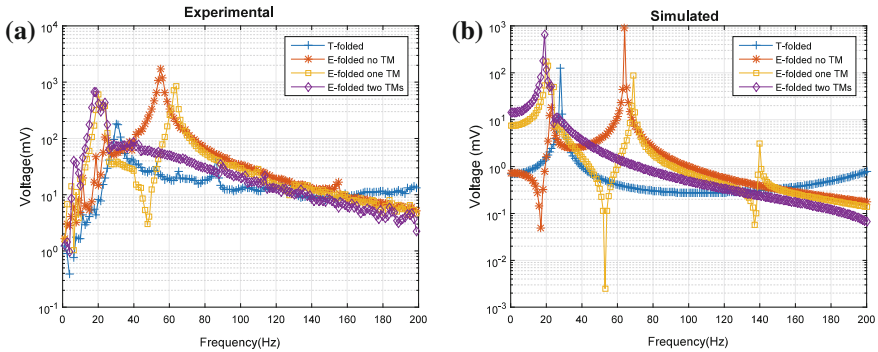 (a)
Experimental
Voltage(mV)
10^4
10^3
10^2
10^1
10^0
10^-1
T-folded
E-folded no TM
E-folded one TM
E-folded two TMs
0 20 40 60 80 100 120 140 160 180 200
Frequency(Hz)
(b)
Simulated
Voltage (mV)
10^3
10^2
10^1
10^0
10^-1
10^-2
10^-3
T-folded
E-folded no TM
E-folded one TM
E-folded two TMs
0 20 40 60 80 100 120 140 160 180 200
Frequency(Hz)